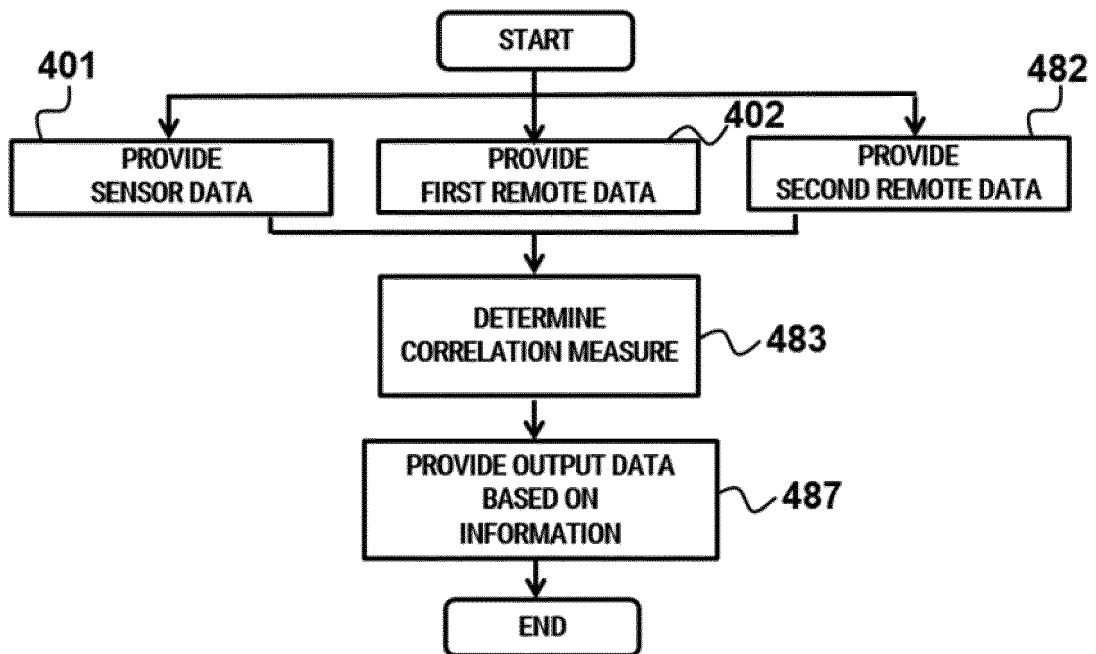 START
401
402
482
PROVIDE
SENSOR DATA
PROVIDE
FIRST REMOTE DATA
PROVIDE
SECOND REMOTE DATA
DETERMINE
CORRELATION MEASURE
483
PROVIDE OUTPUT DATA
BASED ON
INFORMATION
487
END